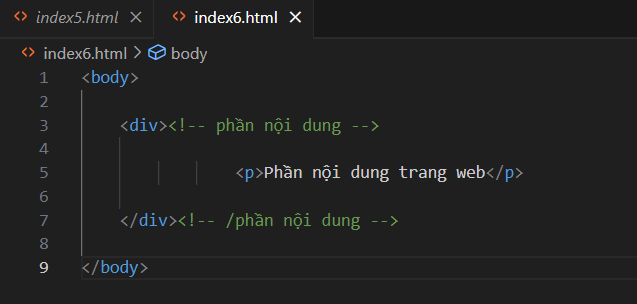 index5.html index6.html
index6.html > body
1 <body>
2
3 <div><!-- phần nội dung -->
4
5 <p>Phần nội dung trang web</p>
6
7 </div><!-- /phần nội dung -->
8
9 </body>